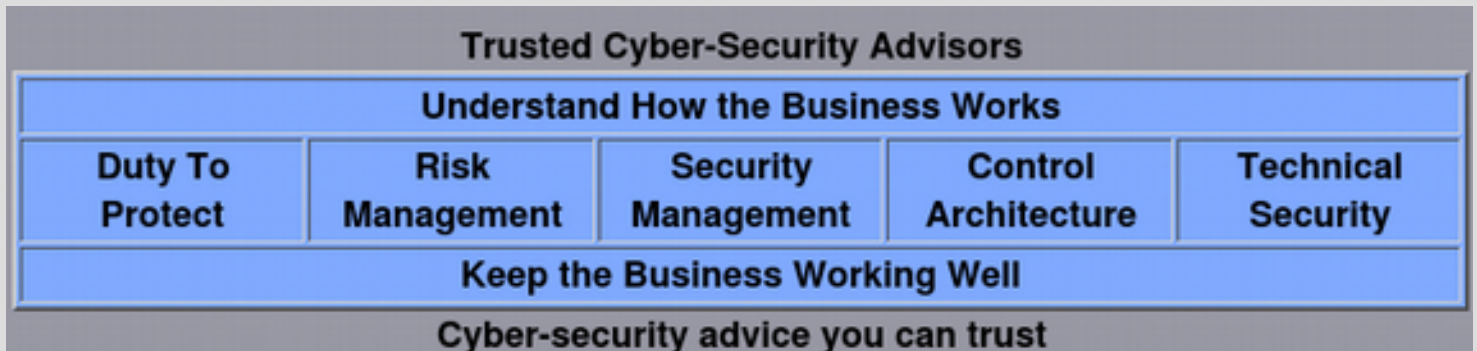 Trusted Cyber-Security Advisors
Understand How the Business Works
Duty To
Protect
Risk
Management
Security
Management
Control
Architecture
Technical
Security
Keep the Business Working Well
Cyber-security advice you can trust